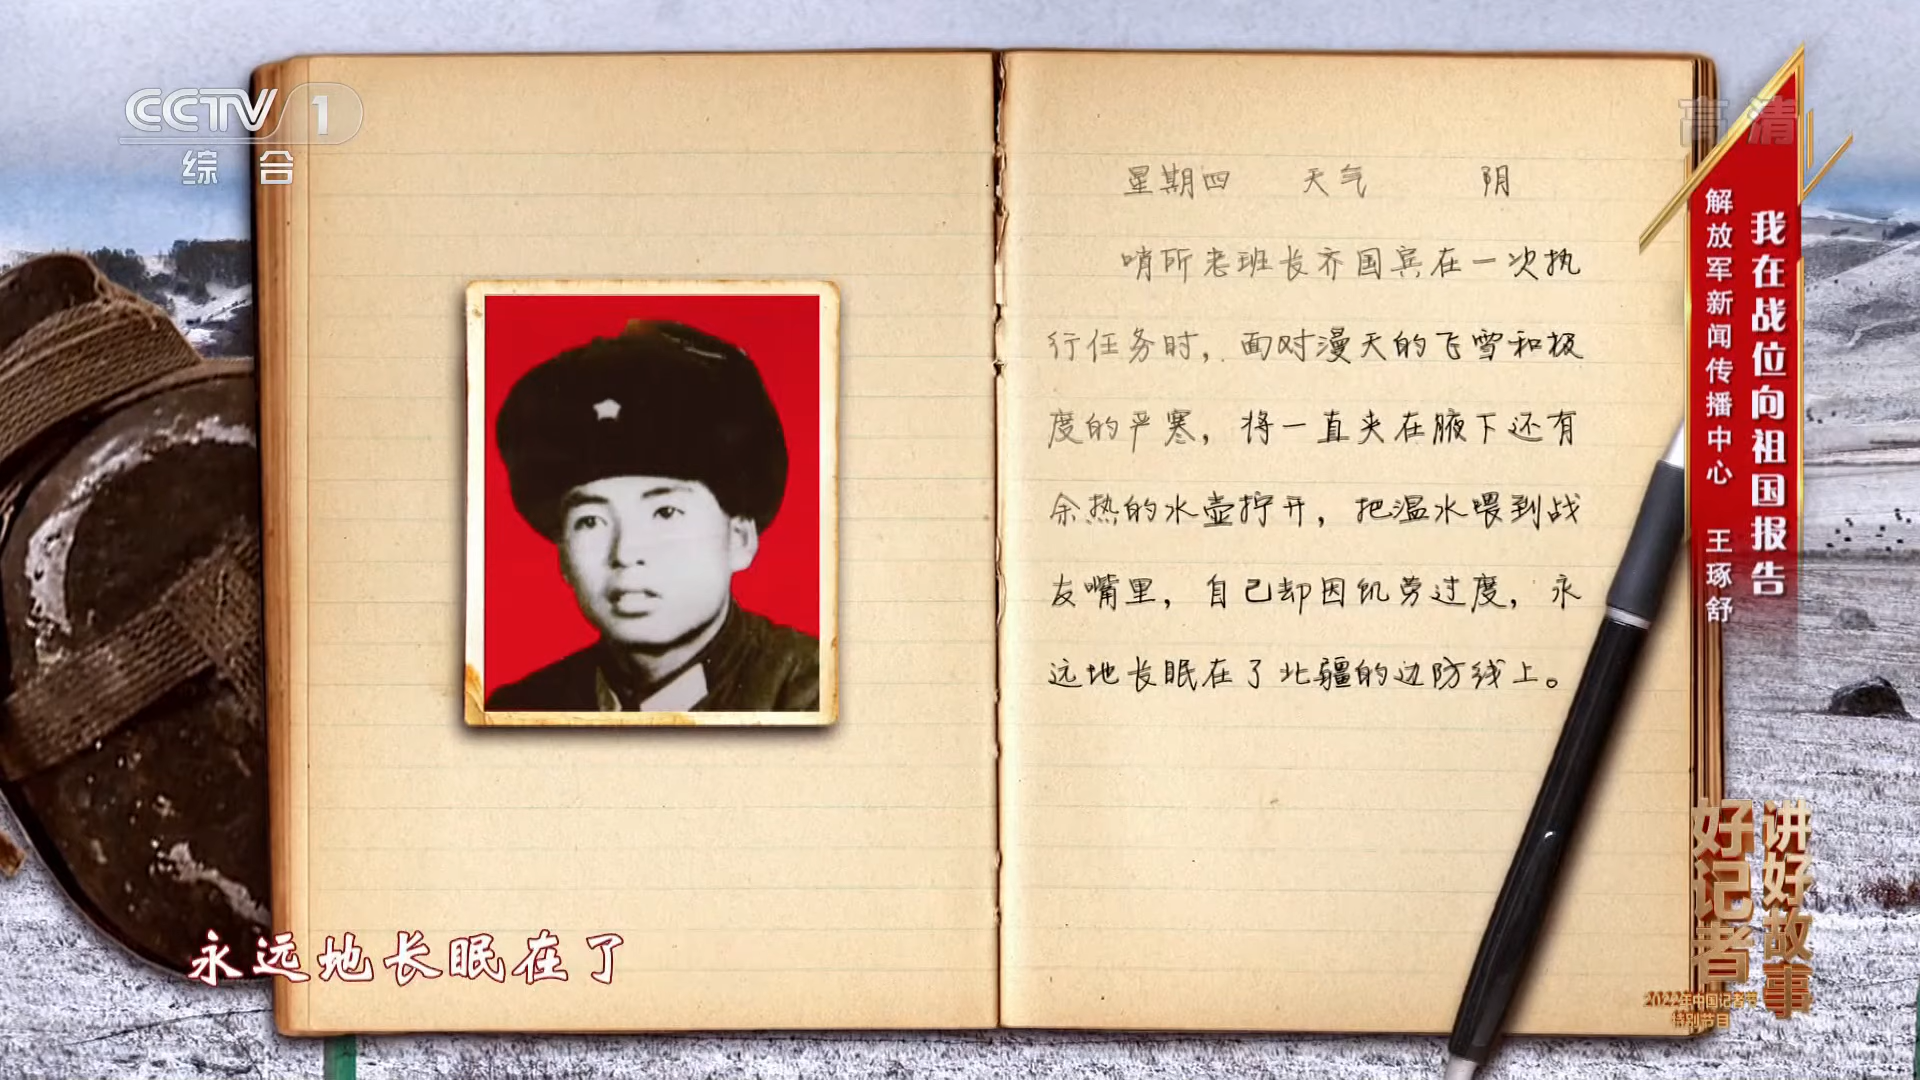 CCTV 1
综合
高清
我在战位向祖国报告
解放军新闻传播中心 王琢舒
星期四 天气 阴
哨所老班长齐国宾在一次执
行任务时，面对漫天的飞雪和极
度的严寒，将一直夹在腋下还有
余热的水壶拧开，把温水喂到战
友嘴里，自己却因饥劳过度，永
远地长眠在了北疆的边防线上。
永远地长眠在了
好记者
讲好故事
2022年中国记者节
特别节目